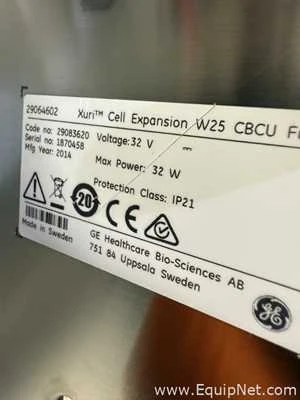 29064602 Xuri™ Cell Expansion W25 CBCU
Code no: 29083620 Voltage: 32 V
Serial no: 1870458
Mfg Year: 2014 Max Power: 32 W
Protection Class: IP21
20 CE
Made in Sweden GE Healthcare Bio-Sciences AB
751 84 Uppsala Sweden
GE
www.EquipNet.com